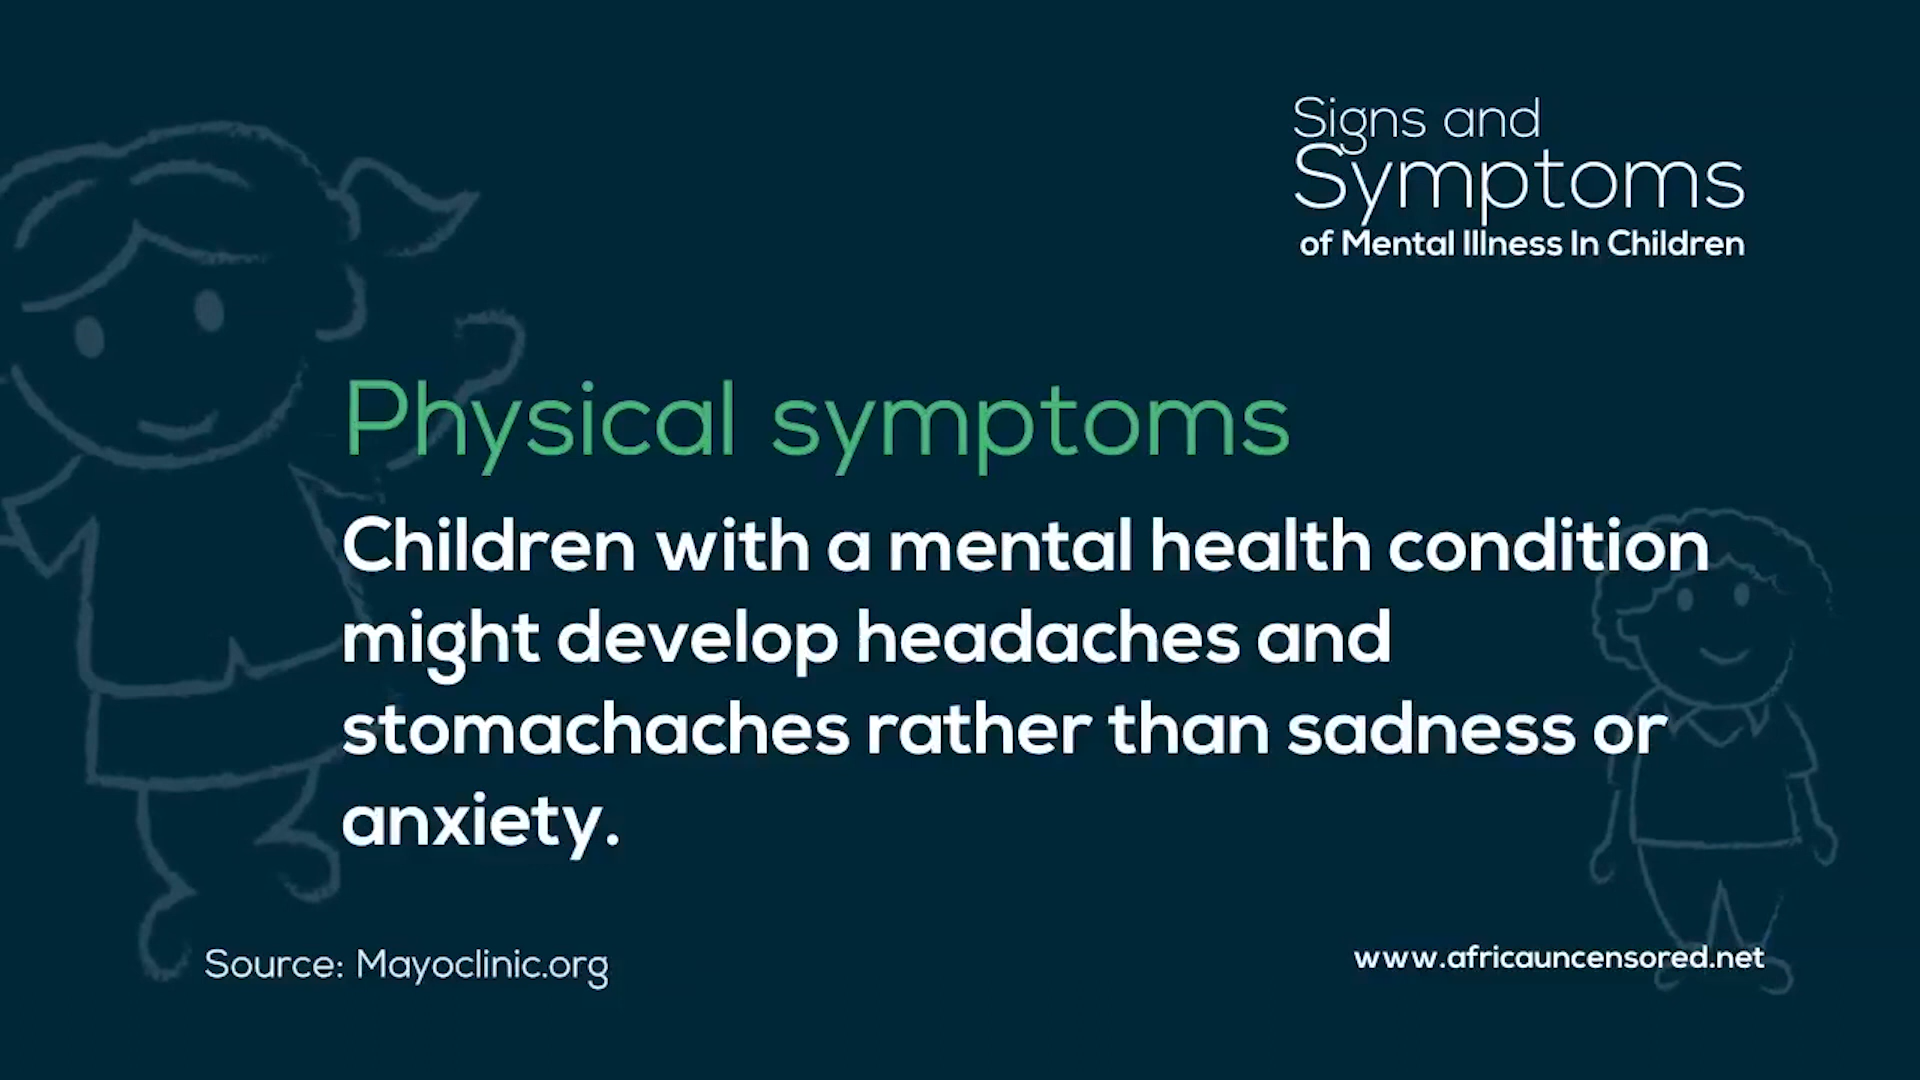 Signs and
Symptoms
of Mental Illness In Children
Physical symptoms
Children with a mental health condition
might develop headaches and
stomachaches rather than sadness or
anxiety.
Source: Mayoclinic.org
www.africauncensored.net